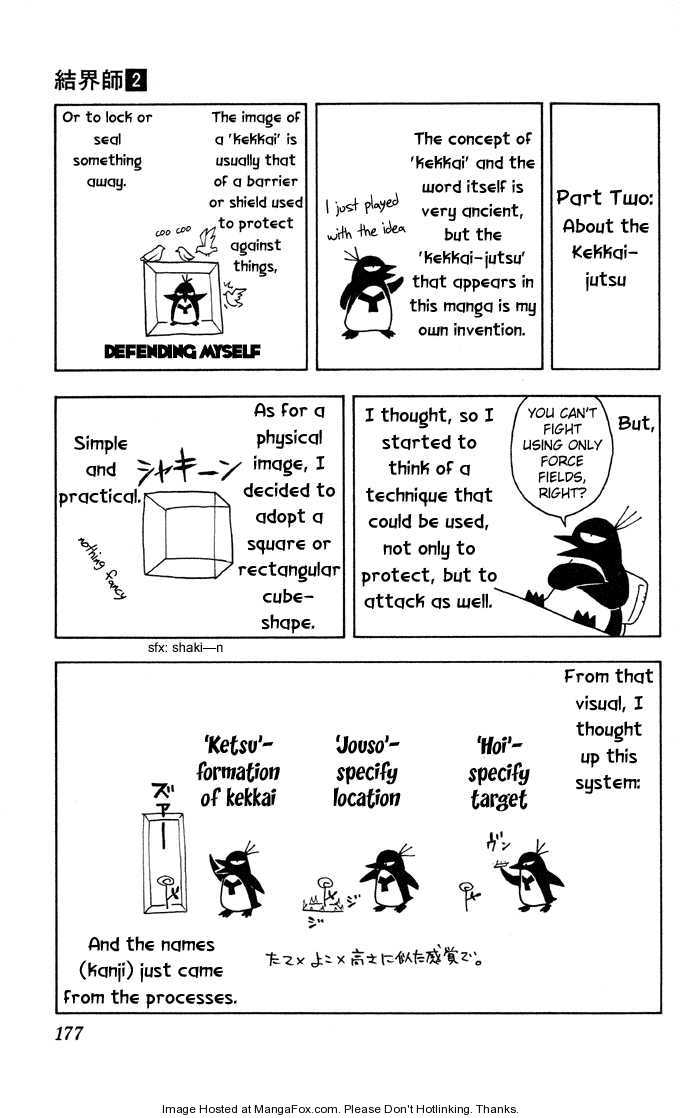 結界師2
Part Two:
About the
Kekkai-
jutsu
The concept of
'kekkai' and the
word itself is
very ancient,
but the
'kekkai-jutsu'
that appears in
this manga is my
own invention.
I just played
with the idea
The image of
a 'kekkai' is
usually that
of a barrier
or shield used
to protect
against
things,
Or to lock or
seal
something
away.
coo coo
DEFENDING MYSELF
But,
YOU CAN'T
FIGHT
USING ONLY
FORCE
FIELDS,
RIGHT?
I thought, so I
started to
think of a
technique that
could be used,
not only to
protect, but to
attack as well.
As for a
physical
image, I
decided to
adopt a
square or
rectangular
cube-
shape.
シャキーン
Simple
and
practical.
nothing fancy
sfx: shaki—n
From that
visual, I
thought
up this
system:
'Hoi'-
specify
target
ヴン
'Jouso'-
specify
location
ジ
ジ
'Ketsu'-
formation
of kekkai
ズァー
たて×よこ×高さに似た感覚で。
And the names
(kanji) just came
from the processes.
177
Image Hosted at MangaFox.com. Please Don't Hotlinking. Thanks.